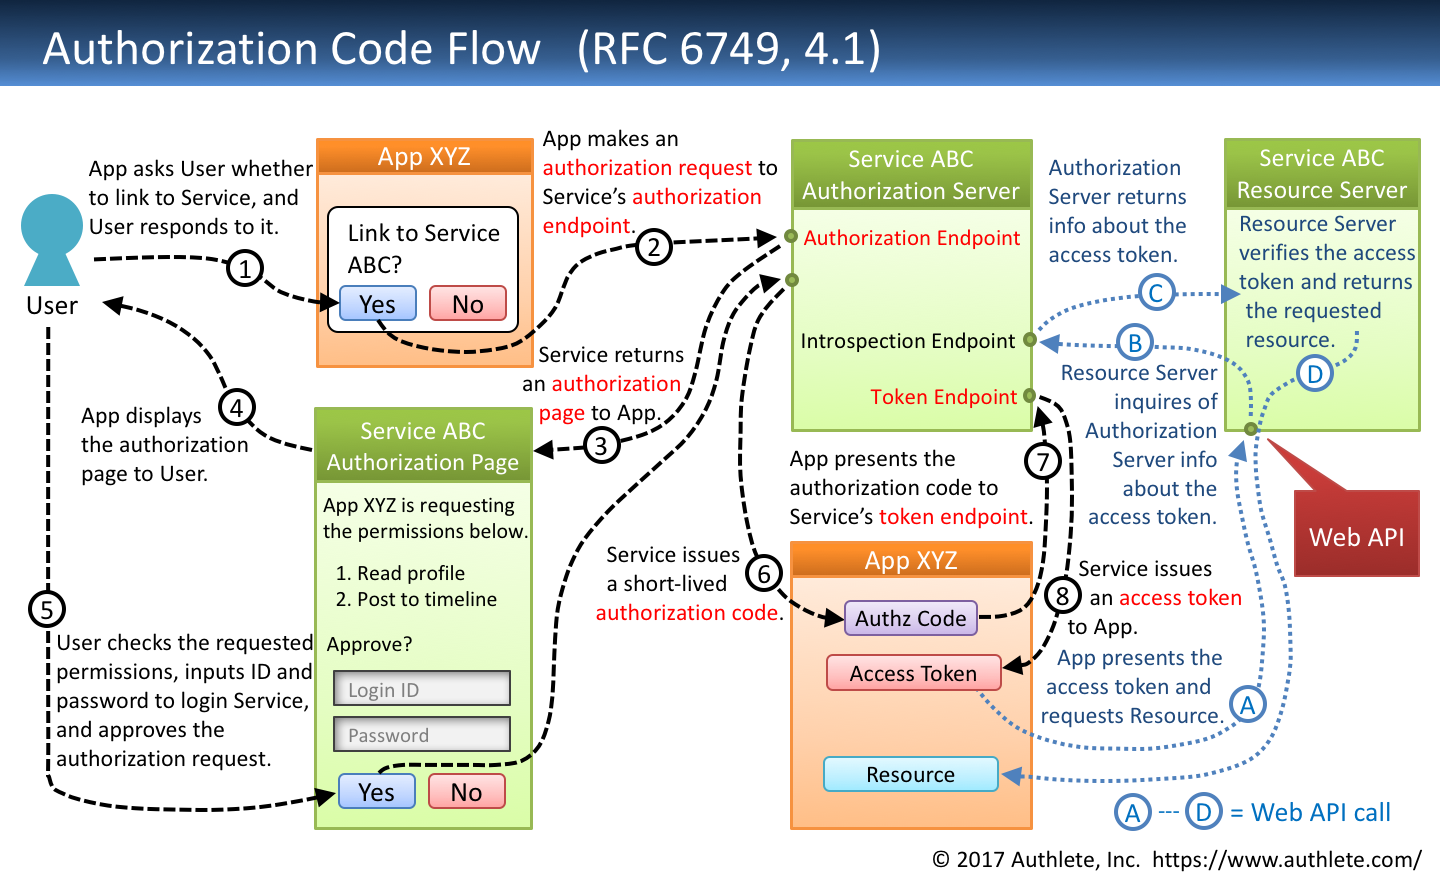 Authorization Code Flow (RFC 6749, 4.1)
App asks User whether
to link to Service, and
User responds to it.
User
1
App XYZ
Link to Service
ABC?
Yes
No
App makes an
authorization request to
Service's authorization
endpoint.
2
Service ABC
Authorization Server
Authorization Endpoint
Introspection Endpoint
Token Endpoint
Authorization
Server returns
info about the
access token.
C
B
Service ABC
Resource Server
Resource Server
verifies the access
token and returns
the requested
resource.
D
Resource Server
inquires of
Authorization
Server info
about the
access token.
Web API
Service returns
an authorization
page to App.
3
4
App displays
the authorization
page to User.
Service ABC
Authorization Page
App XYZ is requesting
the permissions below.
1. Read profile
2. Post to timeline
Approve?
Login ID
Password
Yes
No
5
User checks the requested
permissions, inputs ID and
password to login Service,
and approves the
authorization request.
Service issues
a short-lived
authorization code.
6
App presents the
authorization code to
Service's token endpoint.
7
App XYZ
Authz Code
Access Token
Resource
8
Service issues
an access token
to App.
App presents the
access token and
requests Resource.
A
A --- D = Web API call
© 2017 Authlete, Inc. https://www.authlete.com/